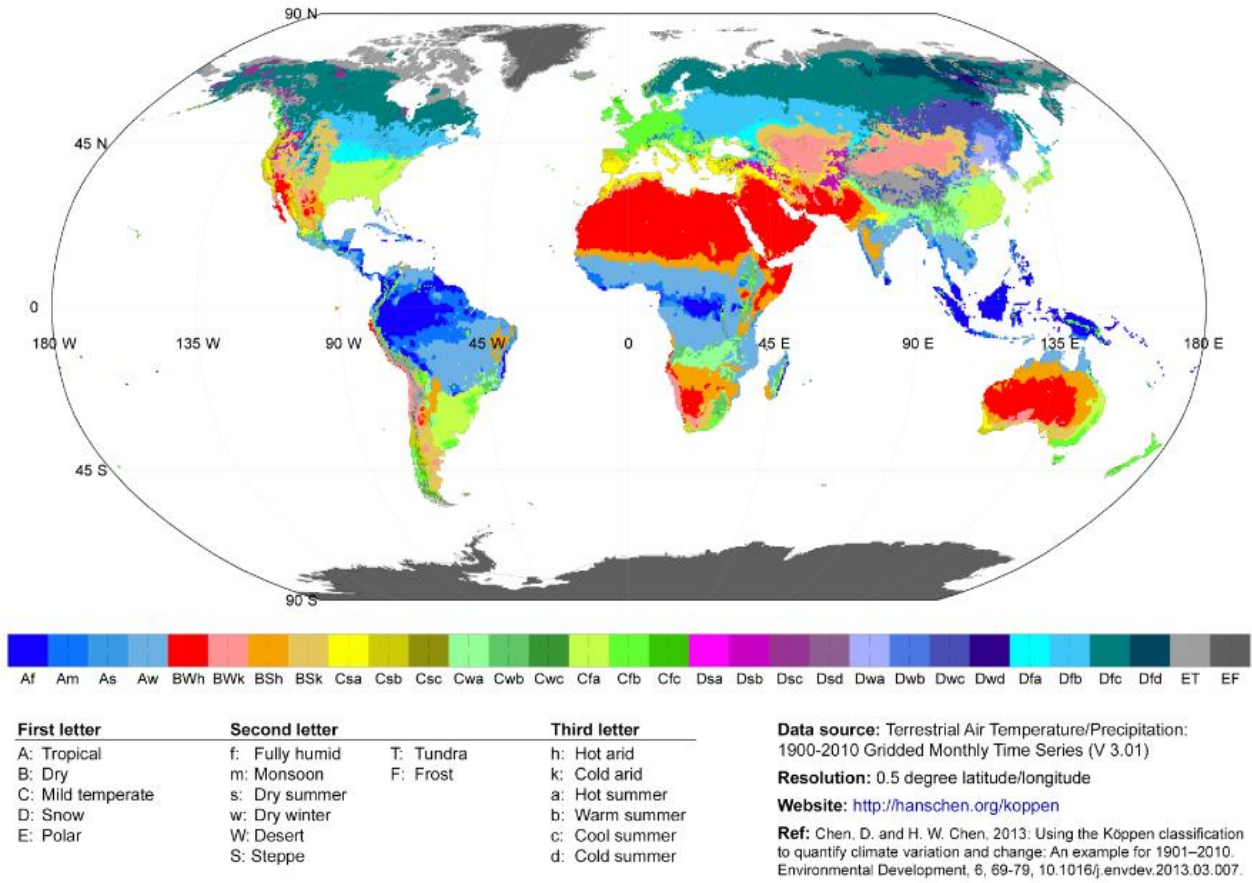 90 N
45 N
0
180 W 135 W 90 W 45 W 0 45 E 90 E 135 E 180 E
45 S
90 S
Af Am As Aw BWh BWk BSh BSk Csa Csb Csc Cwa Cwb Cwc Cfa Cfb Cfc Dsa Dsb Dsc Dsd Dwa Dwb Dwc Dwd Dfa Dfb Dfc Dfd ET EF
First letter
A: Tropical
B: Dry
C: Mild temperate
D: Snow
E: Polar
Second letter
f: Fully humid
m: Monsoon
s: Dry summer
w: Dry winter
W: Desert
S: Steppe
T: Tundra
F: Frost
Third letter
h: Hot arid
k: Cold arid
a: Hot summer
b: Warm summer
c: Cool summer
d: Cold summer
Data source: Terrestrial Air Temperature/Precipitation:
1900-2010 Gridded Monthly Time Series (V 3.01)
Resolution: 0.5 degree latitude/longitude
Website: http://hanschen.org/koppen
Ref: Chen, D. and H. W. Chen, 2013: Using the Köppen classification
to quantify climate variation and change: An example for 1901–2010.
Environmental Development, 6, 69-79, 10.1016/j.envdev.2013.03.007.